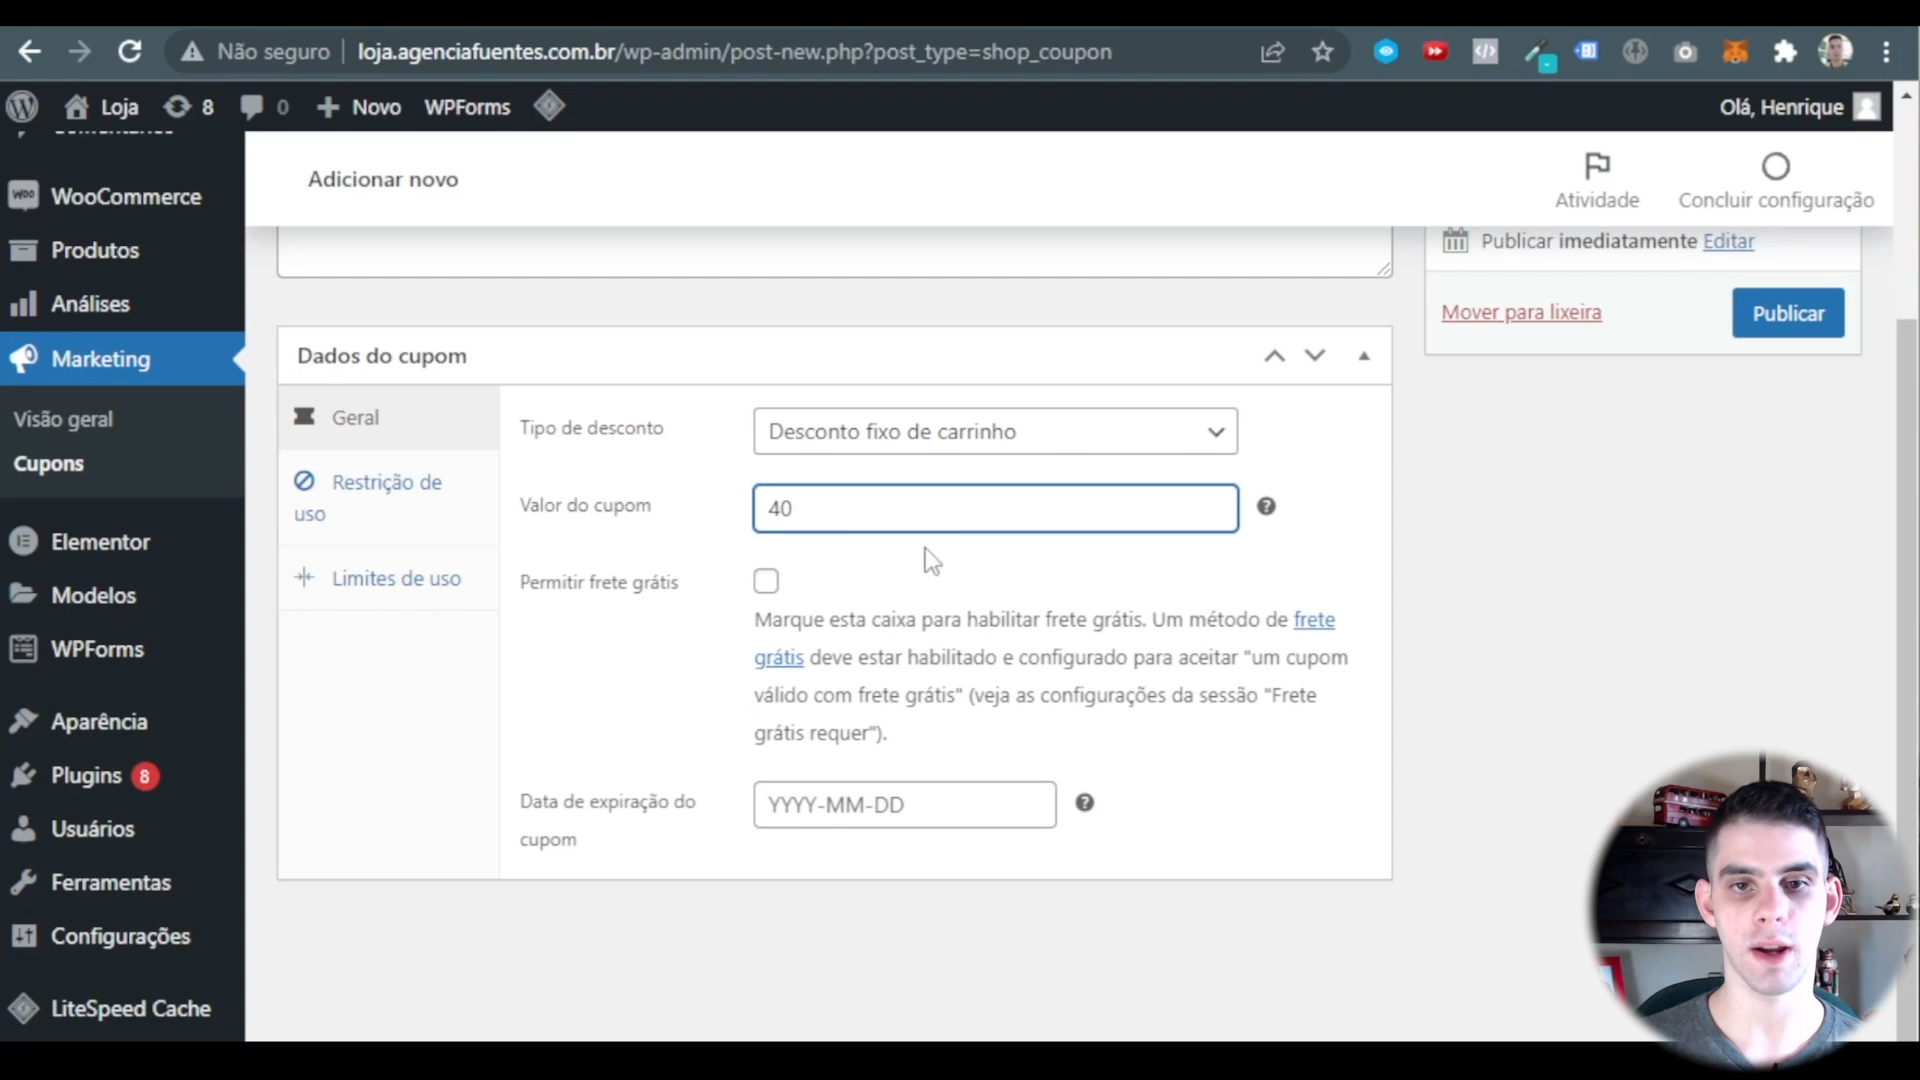 Não seguro
loja.agenciafuentes.com.br/wp-admin/post-new.php?post_type=shop_coupon
Loja
8
0
Novo
WPForms
Olá, Henrique
WooCommerce
Produtos
Análises
Marketing
Visão geral
Cupons
Elementor
Modelos
WPForms
Aparência
Plugins 8
Usuários
Ferramentas
Configurações
LiteSpeed Cache
Adicionar novo
Atividade
Concluir configuração
Publicar imediatamente Editar
Mover para lixeira
Publicar
Dados do cupom
Geral
Restrição de
uso
Limites de uso
Tipo de desconto
Desconto fixo de carrinho
Valor do cupom
40
Permitir frete grátis
Marque esta caixa para habilitar frete grátis. Um método de frete
grátis deve estar habilitado e configurado para aceitar "um cupom
válido com frete grátis" (veja as configurações da sessão "Frete
grátis requer").
Data de expiração do
cupom
YYYY-MM-DD